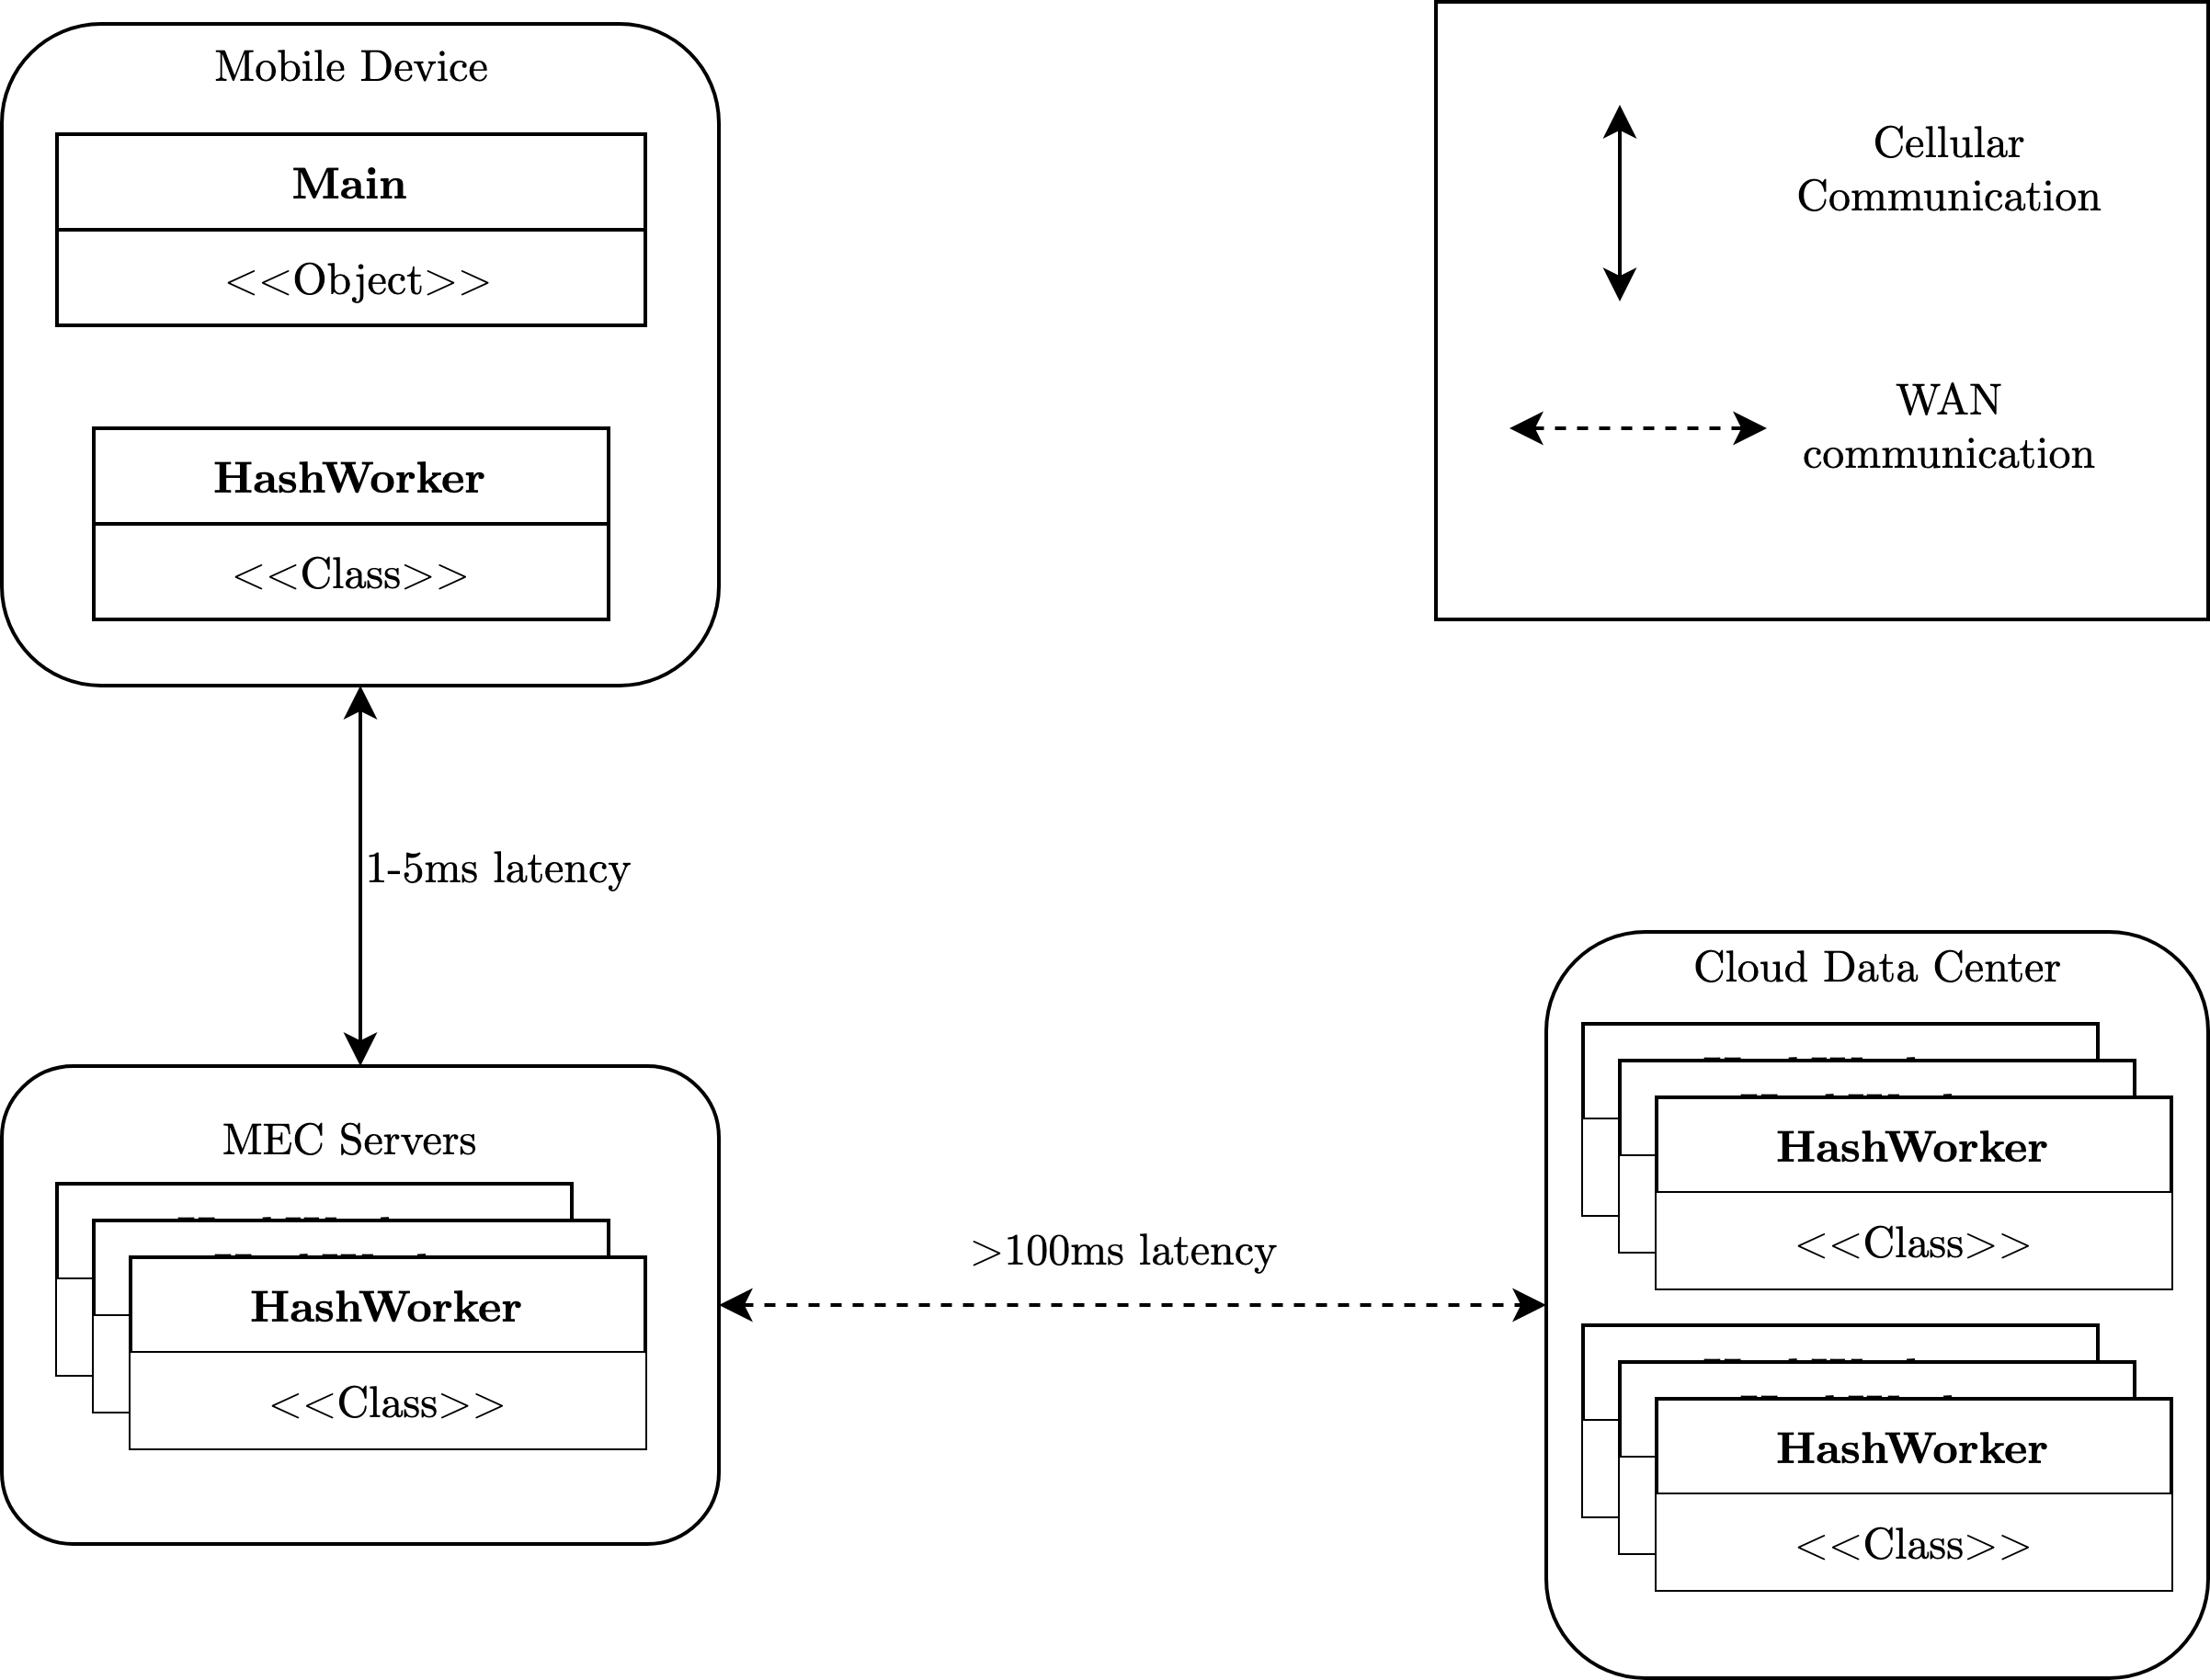 Mobile Device
Main
<<Object>>
HashWorker
<<Class>>
Cellular
Communication
WAN
communication
1-5ms latency
MEC Servers
HashWorker
<<Class>>
>100ms latency
Cloud Data Center
HashWorker
<<Class>>
HashWorker
<<Class>>